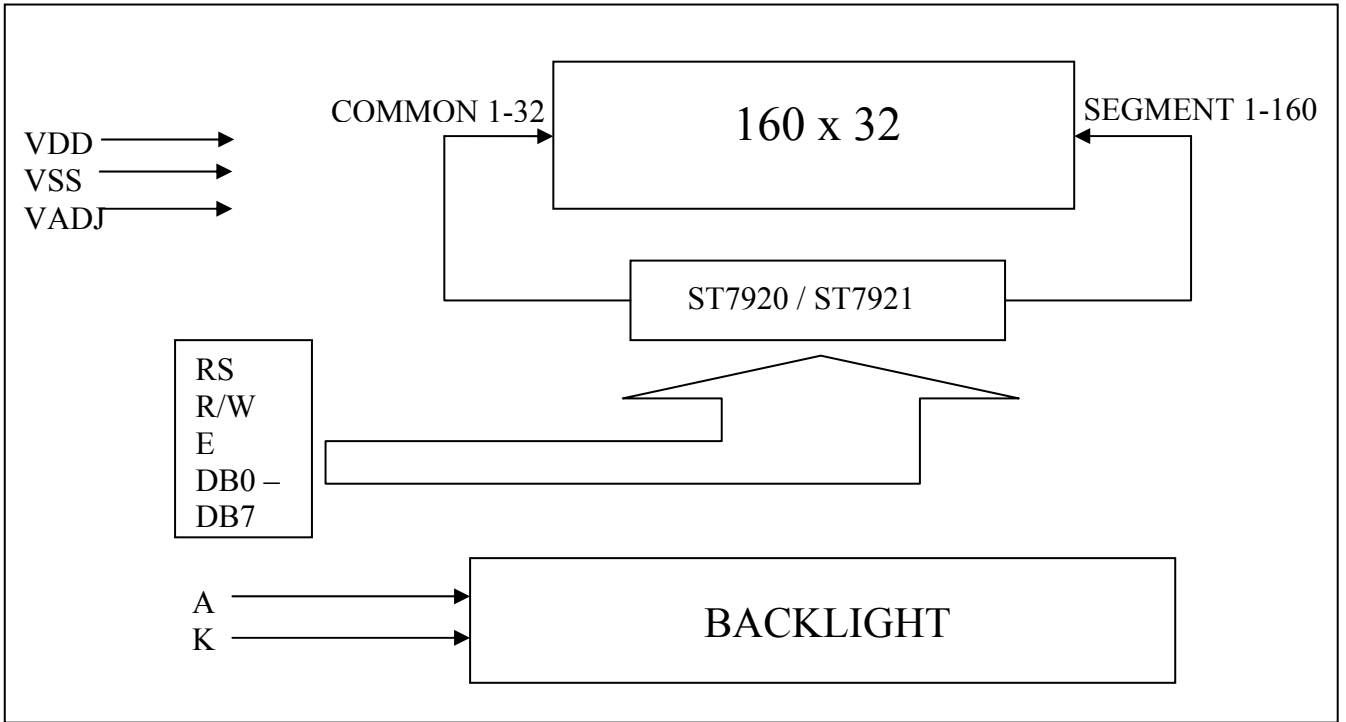 COMMON 1-32
160 x 32
SEGMENT 1-160
VDD
VSS
VADJ
ST7920 / ST7921
RS
R/W
E
DB0 –
DB7
A
K
BACKLIGHT